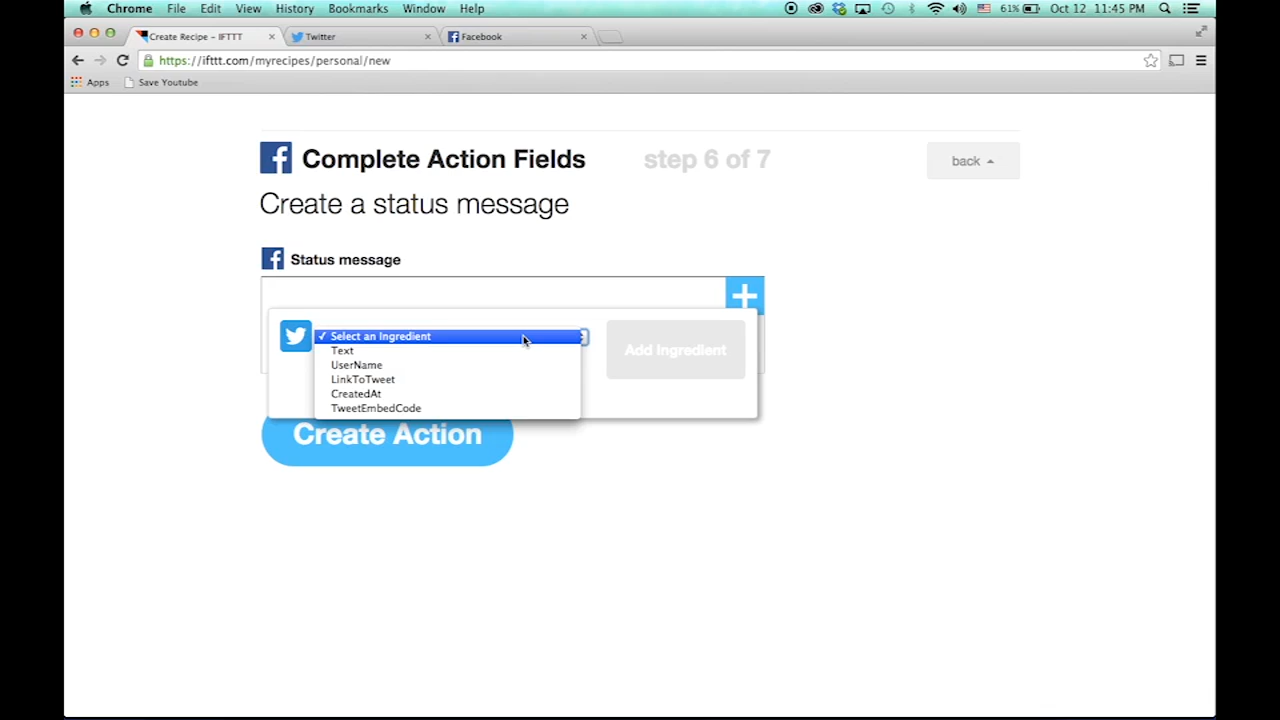 Chrome File Edit View History Bookmarks Window Help 61% Oct 12 11:45 PM
Create Recipe - IFTTT Twitter Facebook
https://ifttt.com/myrecipes/personal/new
Apps Save Youtube
Complete Action Fields step 6 of 7 back
Create a status message
Status message
Select an Ingredient
Text
Add Ingredient
UserName
LinkToTweet
CreatedAt
TweetEmbedCode
Create Action